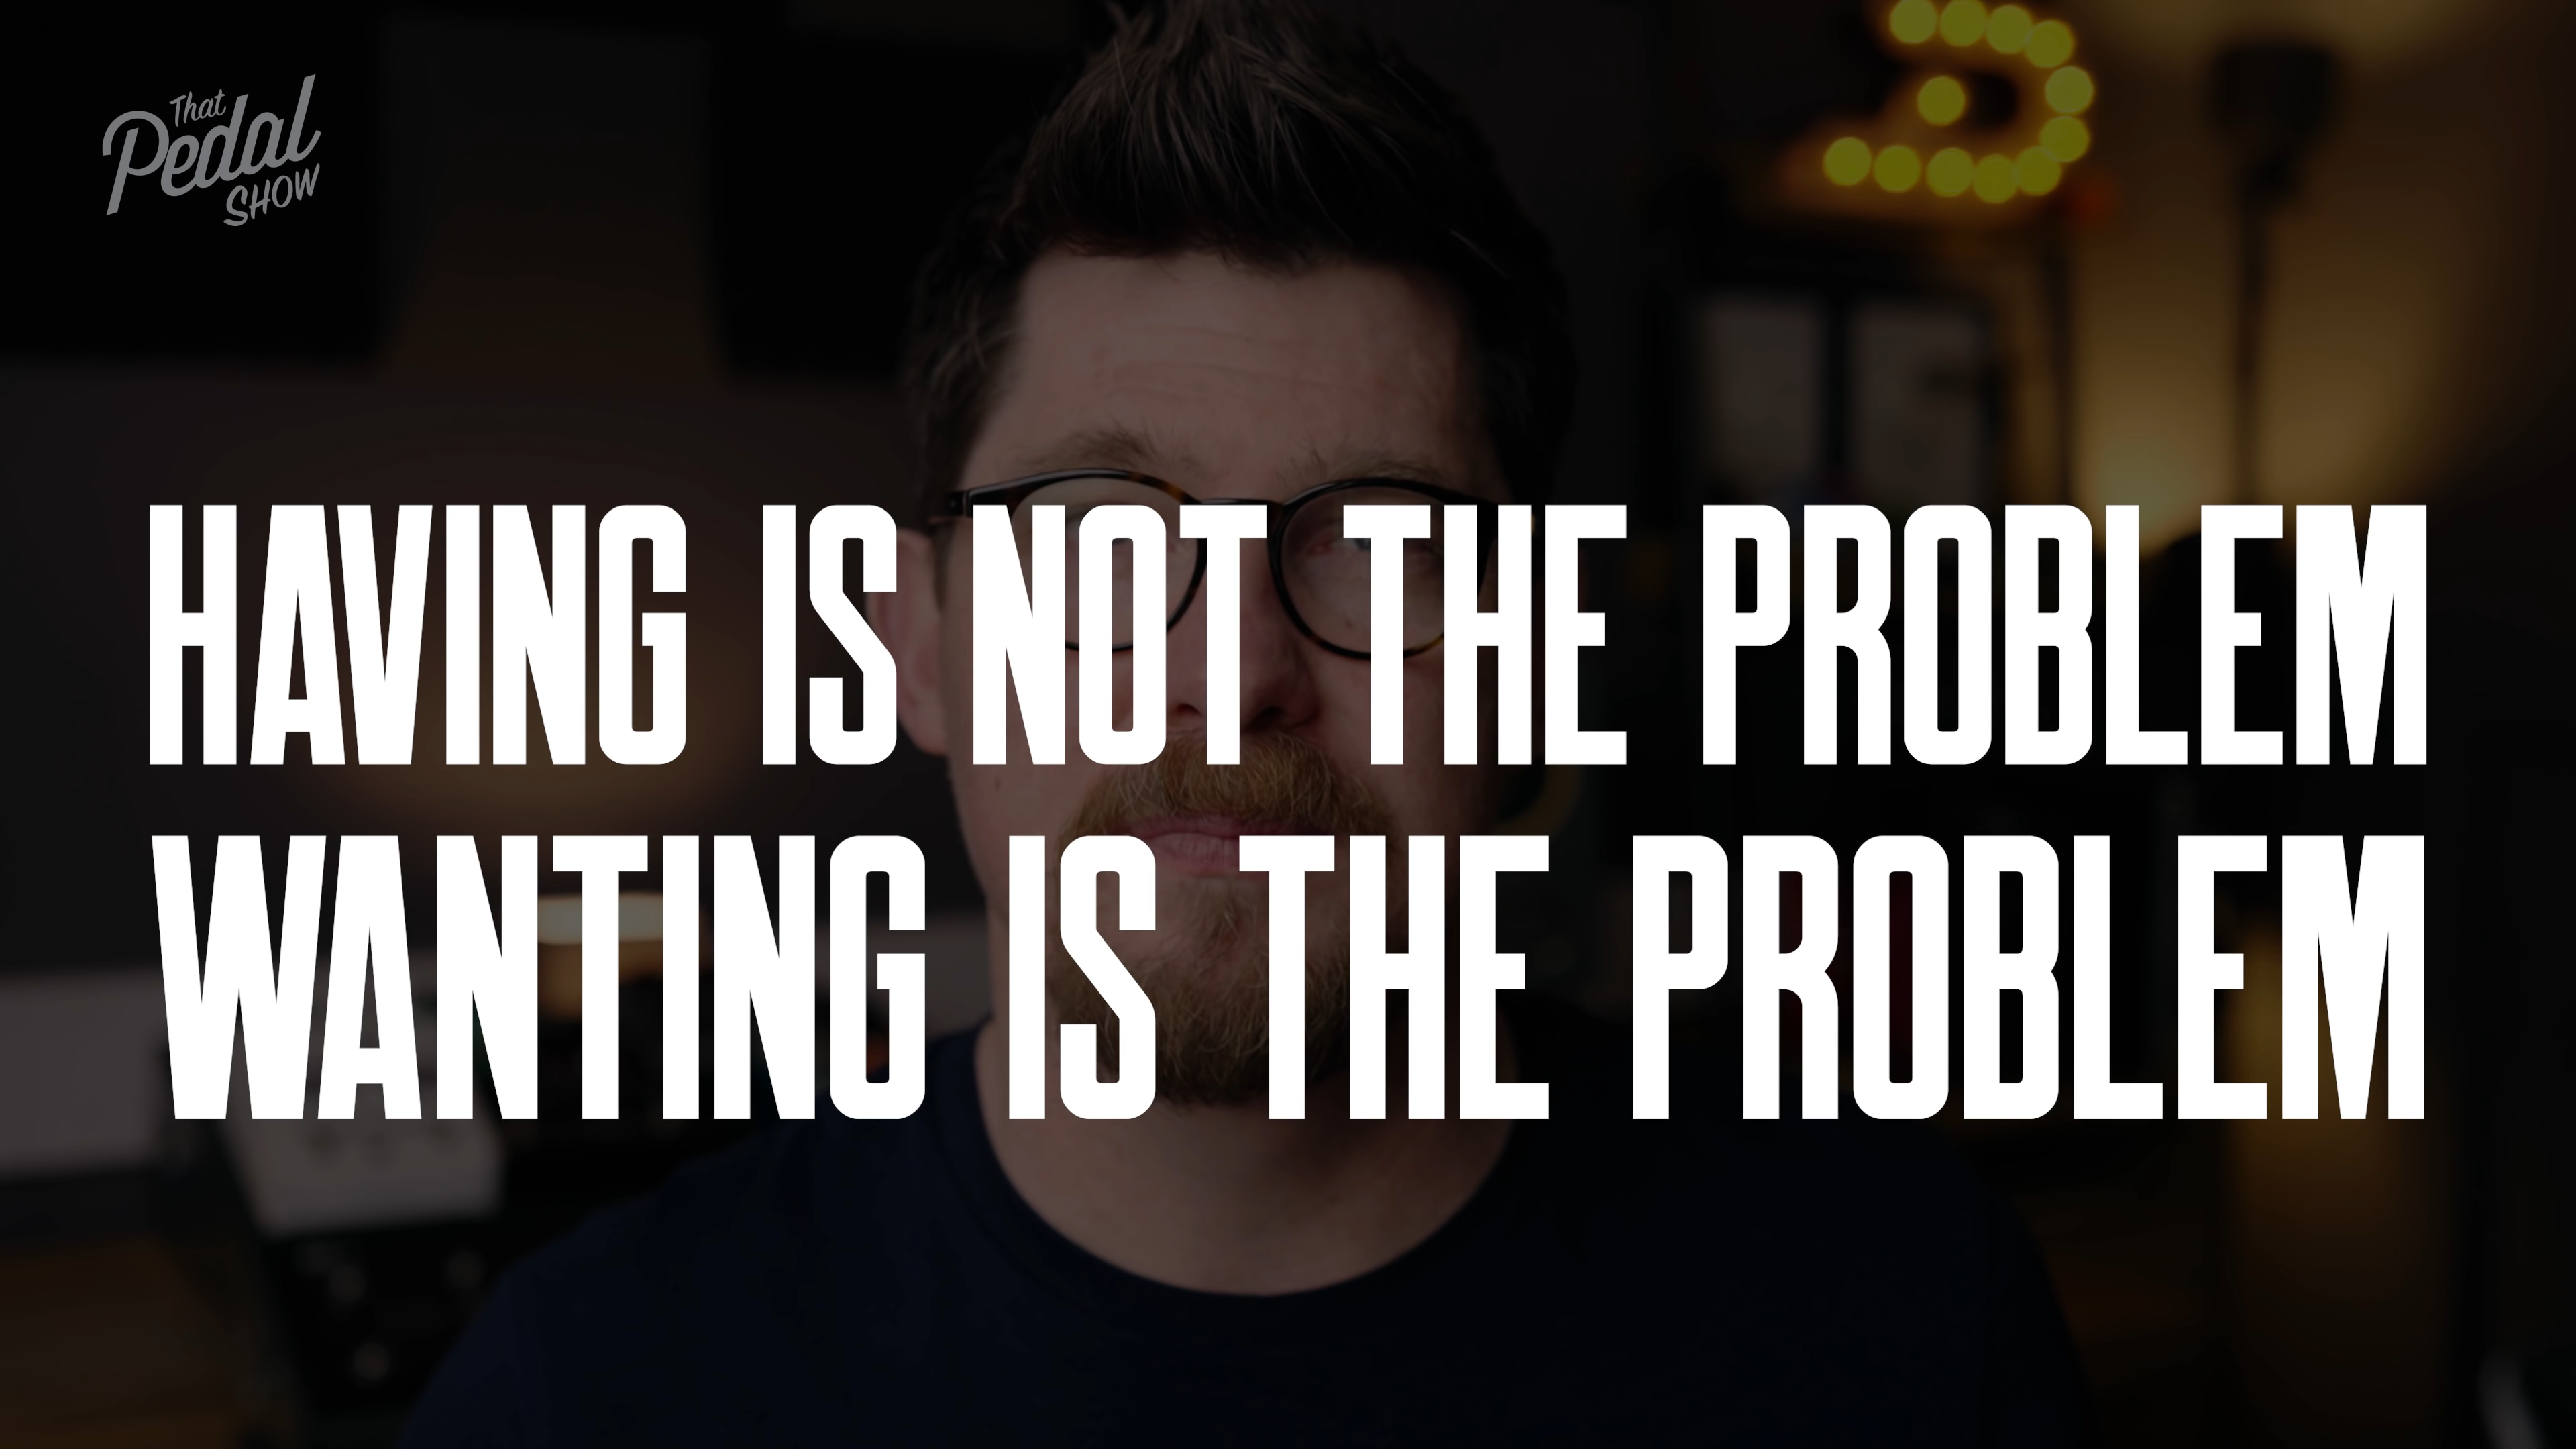 That
Pedal
SHOW
HAVING IS NOT THE PROBLEM
WANTING IS THE PROBLEM